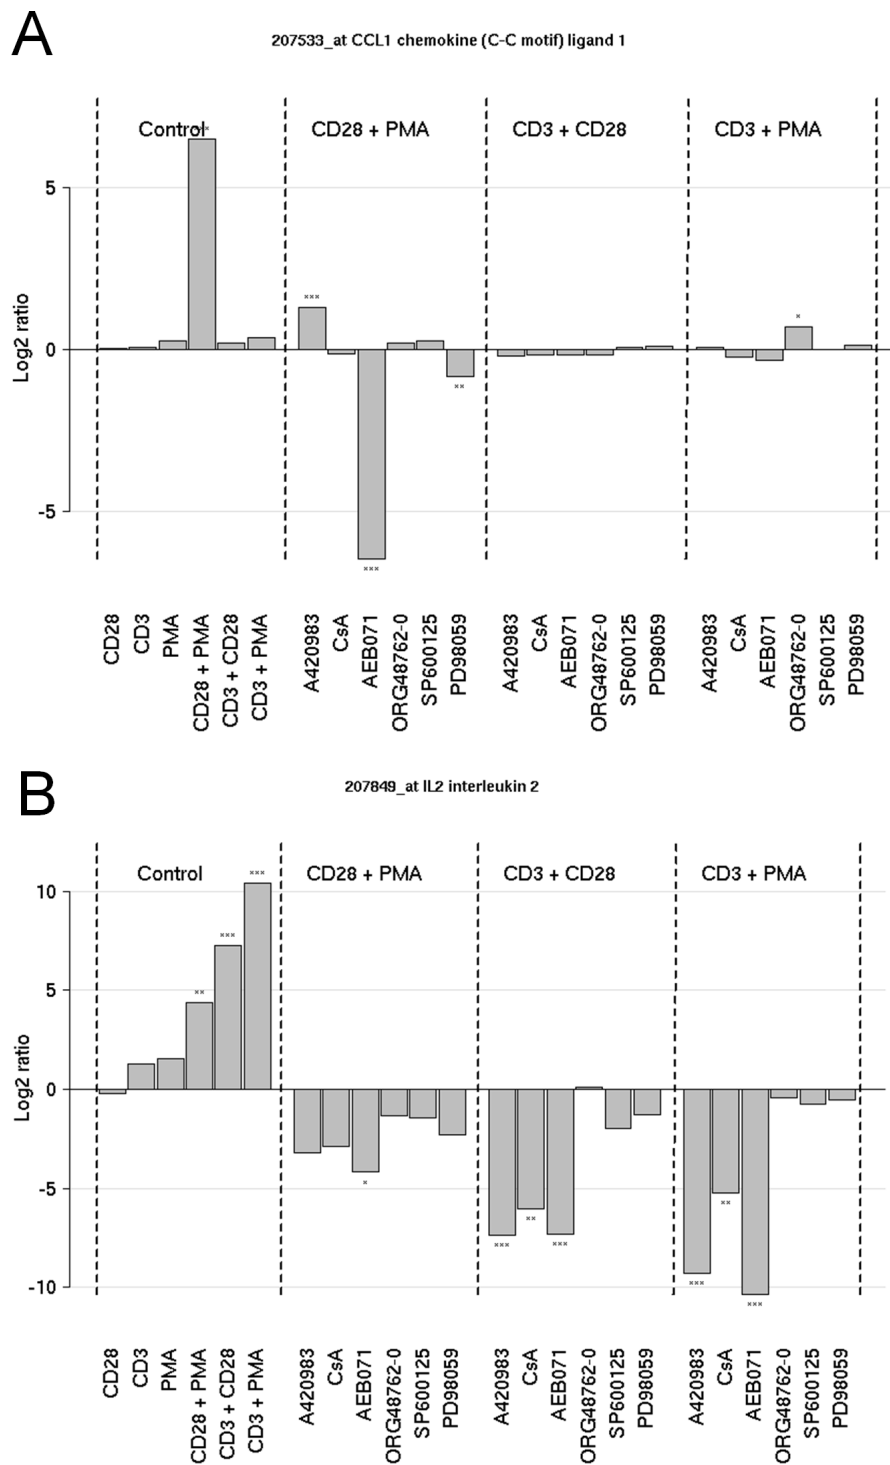 A
207533_at CCL1 chemokine (C-C motif) ligand 1
Control
CD28 + PMA
CD3 + CD28
CD3 + PMA
Log2 ratio
5
0
-5
***
***
***
**
*
CD28
CD3
PMA
CD28 + PMA
CD3 + CD28
CD3 + PMA
A420983
CsA
AEB071
ORG48762-0
SP600125
PD98059
A420983
CsA
AEB071
ORG48762-0
SP600125
PD98059
A420983
CsA
AEB071
ORG48762-0
SP600125
PD98059
B
207849_at IL2 interleukin 2
Control
CD28 + PMA
CD3 + CD28
CD3 + PMA
Log2 ratio
10
5
0
-5
-10
**
***
***
*
***
**
***
***
**
***
CD28
CD3
PMA
CD28 + PMA
CD3 + CD28
CD3 + PMA
A420983
CsA
AEB071
ORG48762-0
SP600125
PD98059
A420983
CsA
AEB071
ORG48762-0
SP600125
PD98059
A420983
CsA
AEB071
ORG48762-0
SP600125
PD98059